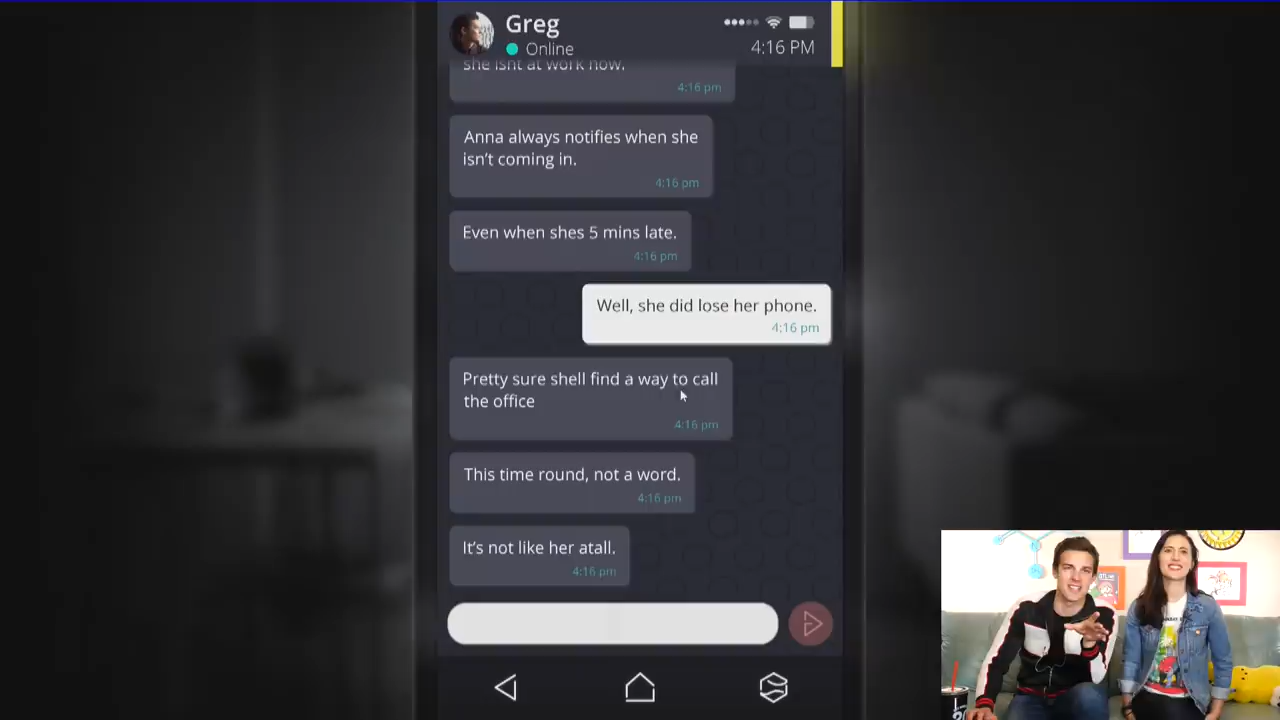 Greg
Online
4:16 PM
she isnt at work now.
4:16 pm
Anna always notifies when she
isn't coming in.
4:16 pm
Even when shes 5 mins late.
4:16 pm
Well, she did lose her phone.
4:16 pm
Pretty sure shell find a way to call
the office
4:16 pm
This time round, not a word.
4:16 pm
It's not like her atall.
4:16 pm